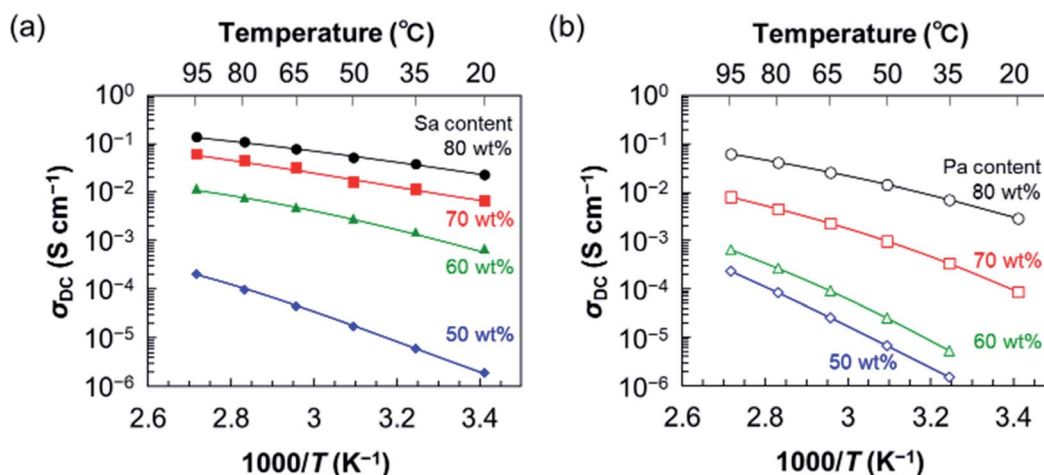 (a)
Temperature (°C)
95 80 65 50 35 20
10⁰
10⁻¹
10⁻²
10⁻³
10⁻⁴
10⁻⁵
10⁻⁶
σDC (S cm⁻¹)
Sa content
80 wt%
70 wt%
60 wt%
50 wt%
2.6 2.8 3 3.2 3.4
1000/T (K⁻¹)
(b)
Temperature (°C)
95 80 65 50 35 20
10⁰
10⁻¹
10⁻²
10⁻³
10⁻⁴
10⁻⁵
10⁻⁶
σDC (S cm⁻¹)
Pa content
80 wt%
70 wt%
60 wt%
50 wt%
2.6 2.8 3 3.2 3.4
1000/T (K⁻¹)